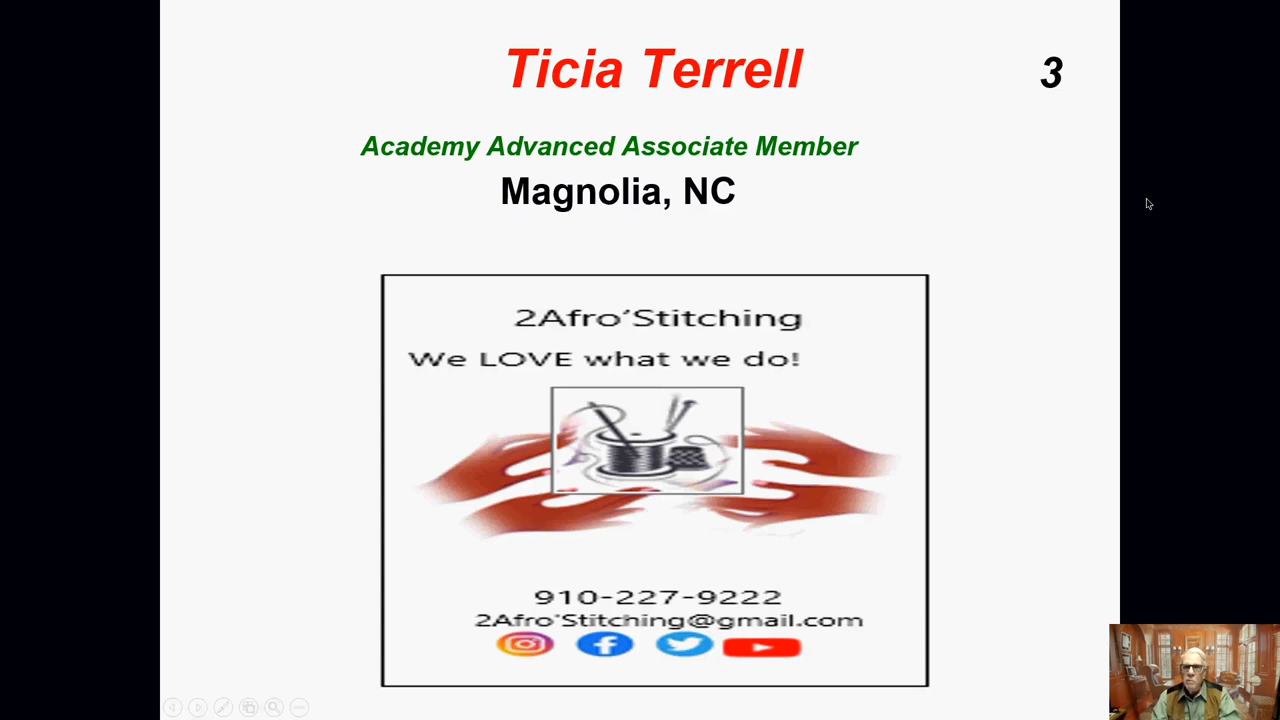 Ticia Terrell
3
Academy Advanced Associate Member
Magnolia, NC
2Afro'Stitching
We LOVE what we do!
910-227-9222
2Afro'Stitching@gmail.com